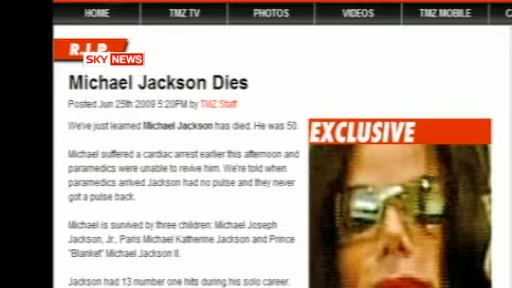 HOME TMZ TV PHOTOS VIDEOS TMZ MOBILE
R.I.P.
SKY NEWS
Michael Jackson Dies
Posted Jun 25th 2009 5:20PM by TMZ Staff
We've just learned Michael Jackson has died. He was 50.
EXCLUSIVE
Michael suffered a cardiac arrest earlier this afternoon and
paramedics were unable to revive him. We're told when
paramedics arrived Jackson had no pulse and they never
got a pulse back.
Michael is survived by three children: Michael Joseph
Jackson, Jr., Paris Michael Katherine Jackson and Prince
"Blanket" Michael Jackson II.
Jackson had 13 number one hits during his solo career.